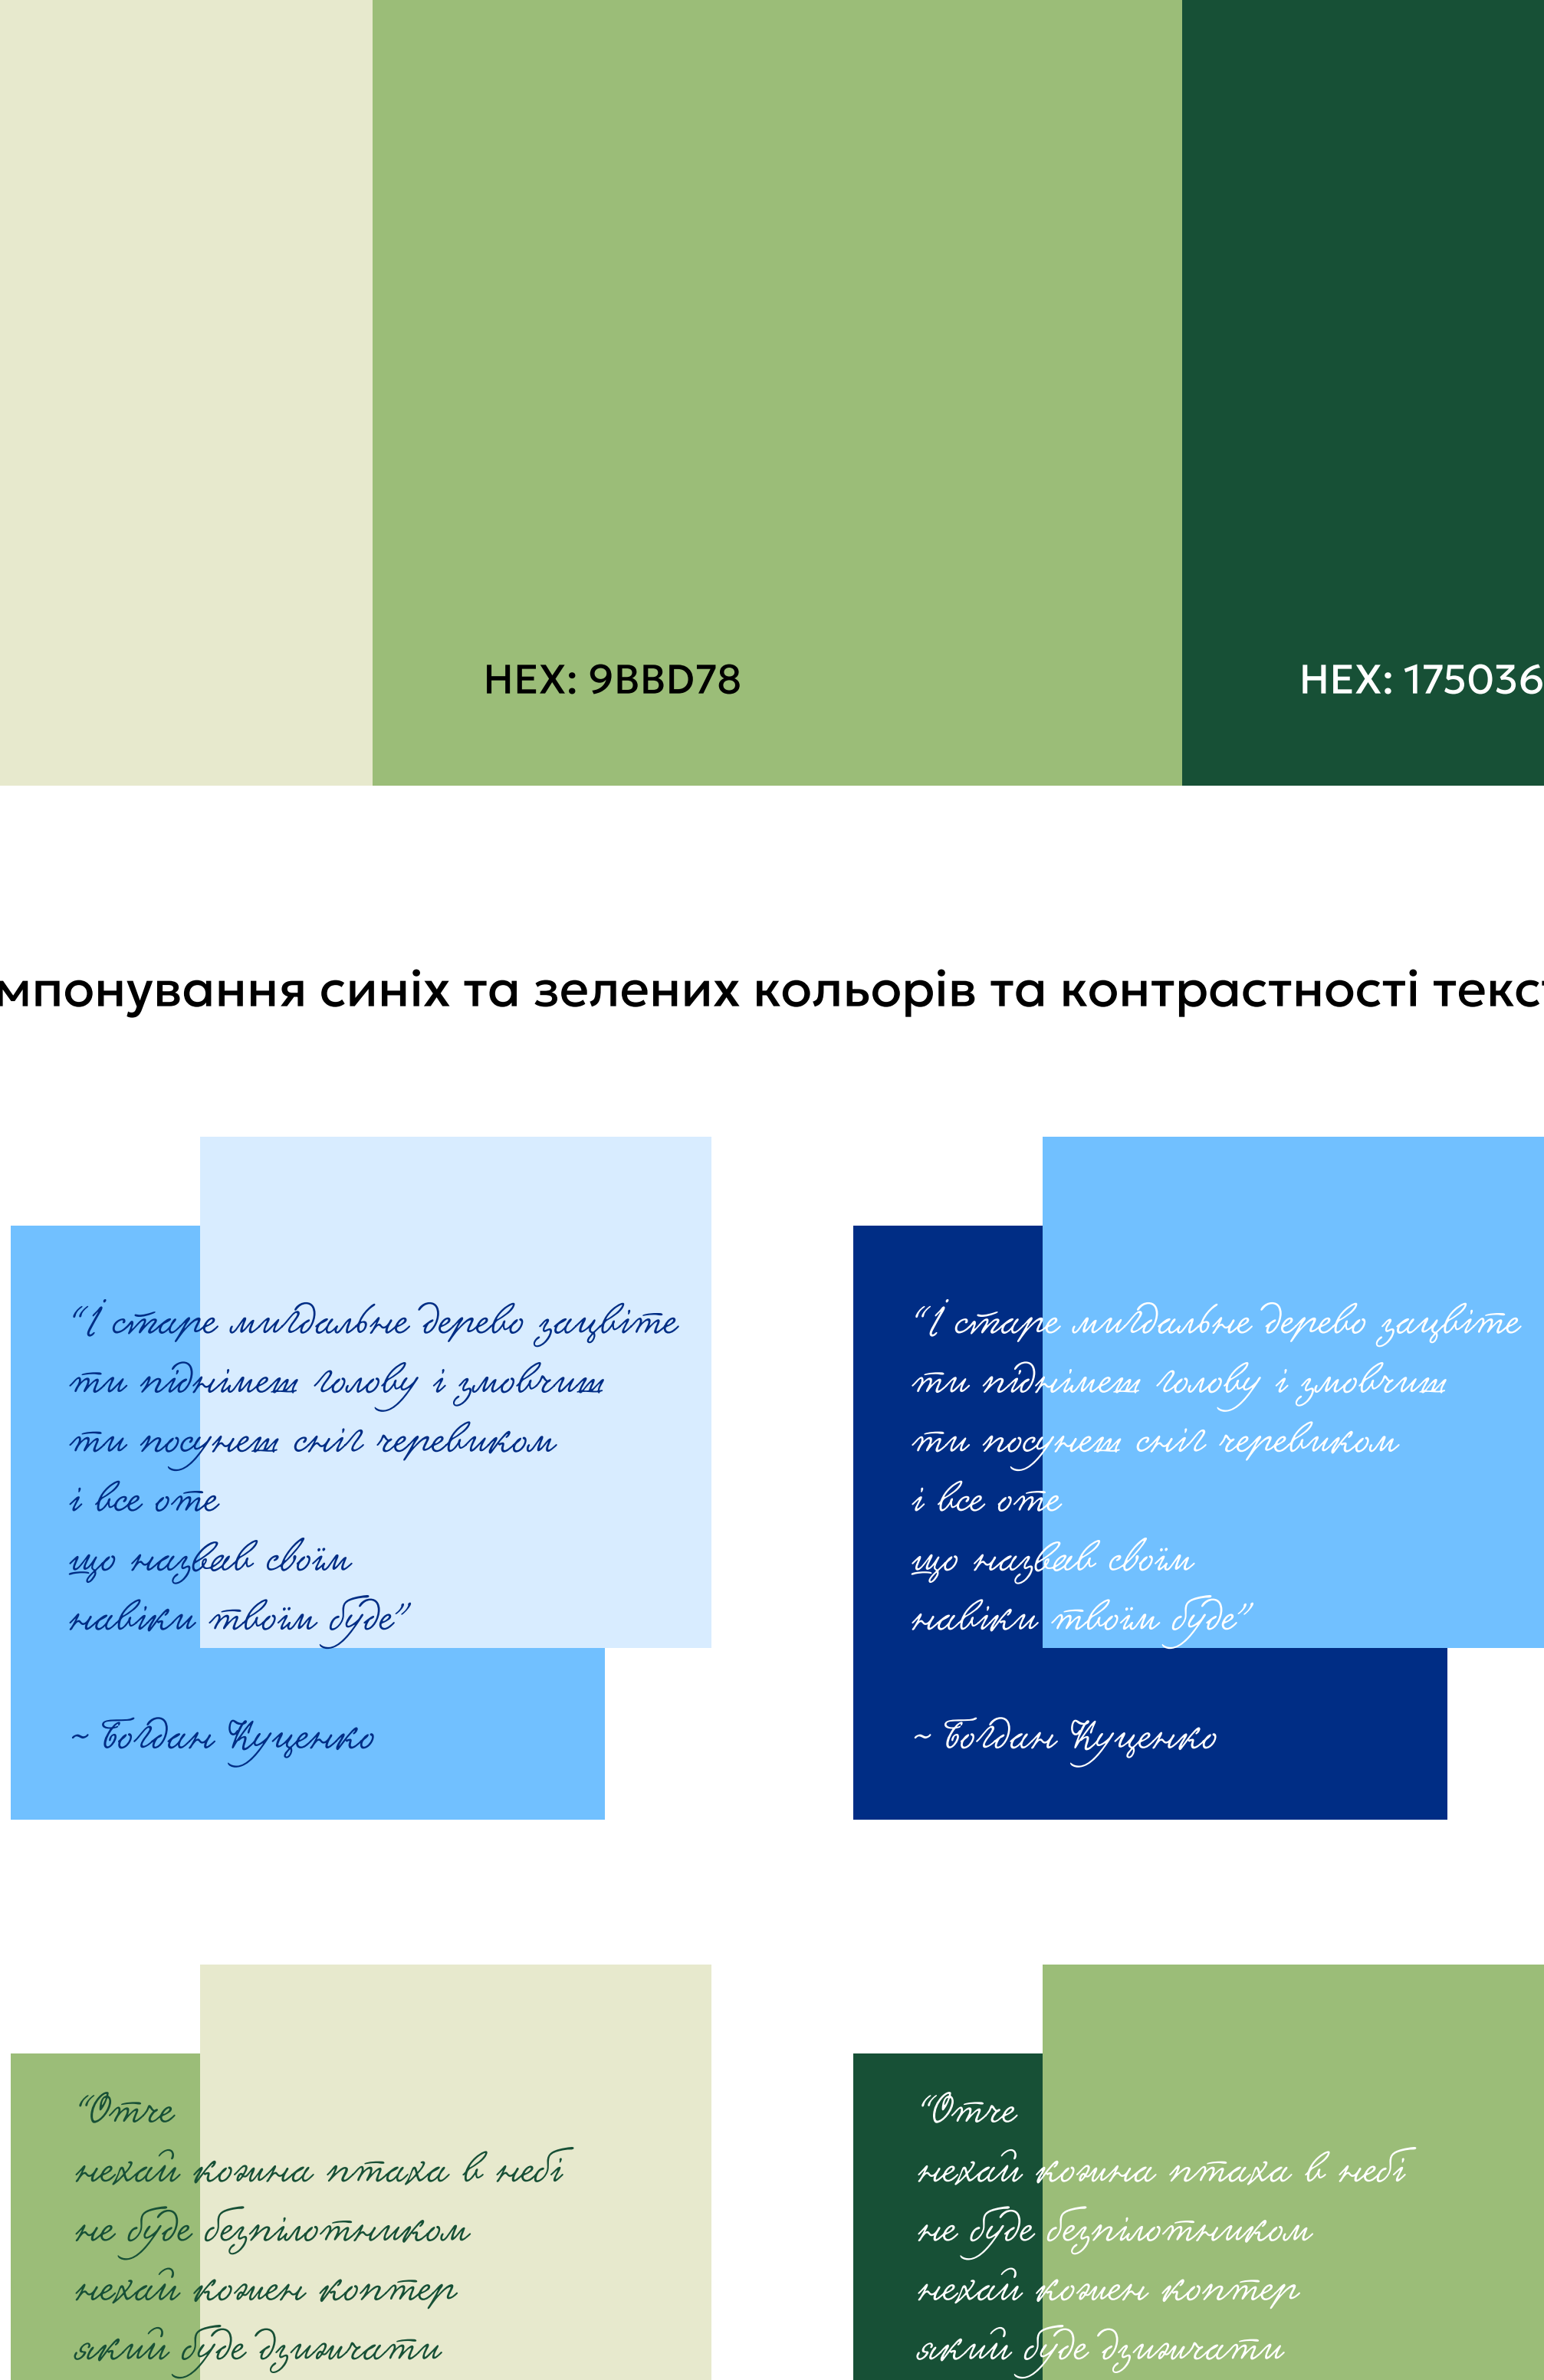 HEX: 9BBD78
HEX: 175036
мпонування синіх та зелених кольорів та контрастності текст
“І старе мигдальне дерево зацвіте
ти піднімеш голову і змовчиш
ти посунеш сніг черевиком
і все оте
що назвав своїм
навіки твоїм буде”
~ Богдан Куценко
“І старе мигдальне дерево зацвіте
ти піднімеш голову і змовчиш
ти посунеш сніг черевиком
і все оте
що назвав своїм
навіки твоїм буде”
~ Богдан Куценко
“Отче
нехай кожна птаха в небі
не буде безпілотником
нехай кожен коптер
який буде дзижчати
“Отче
нехай кожна птаха в небі
не буде безпілотником
нехай кожен коптер
який буде дзижчати